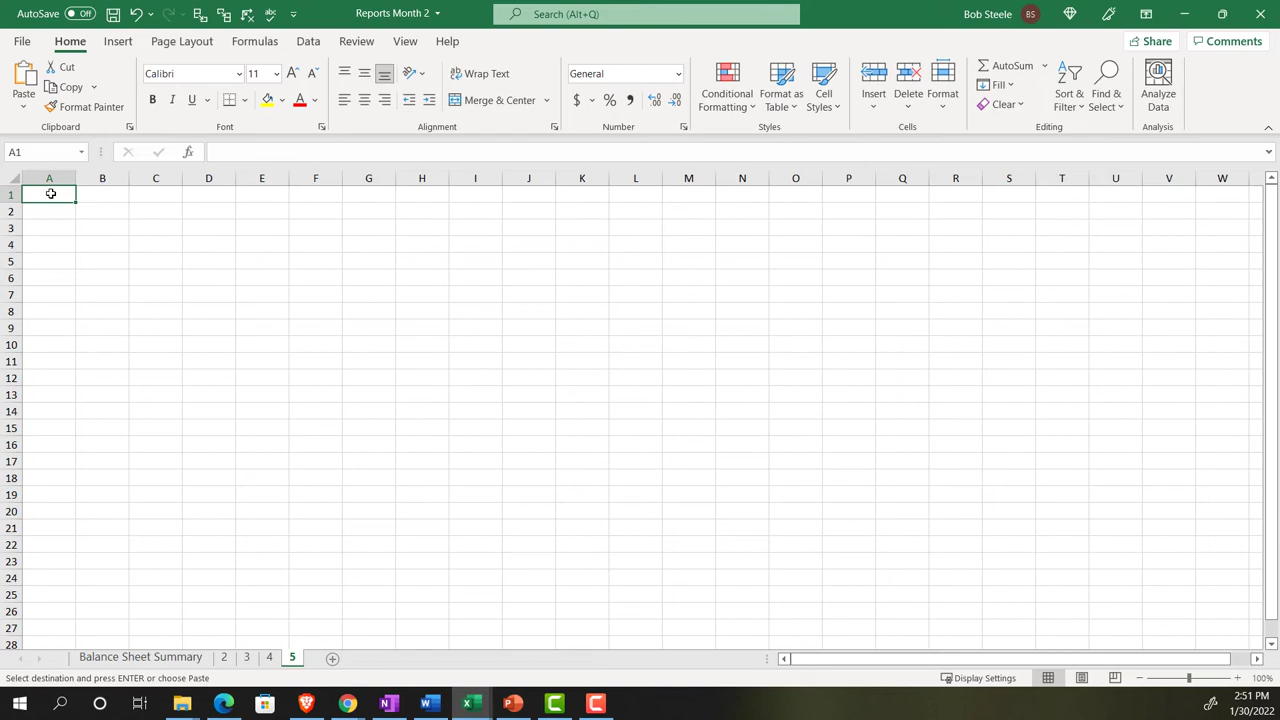 AutoSave Off Reports Month 2 Search (Alt+Q) Bob Steele BS
File Home Insert Page Layout Formulas Data Review View Help Share Comments
Paste Cut Copy Format Painter Clipboard
Calibri 11 B I U A Font
Wrap Text Merge & Center Alignment
General $ % , Number
Conditional Formatting Format as Table Cell Styles Styles
Insert Delete Format Cells
AutoSum Fill Clear Sort & Filter Find & Select Editing
Analyze Data Analysis
A1 fx
A B C D E F G H I J K L M N O P Q R S T U V W
1
2
3
4
5
6
7
8
9
10
11
12
13
14
15
16
17
18
19
20
21
22
23
24
25
26
27
28
Balance Sheet Summary 2 3 4 5
Select destination and press ENTER or choose Paste Display Settings 100%
2:51 PM
1/30/2022